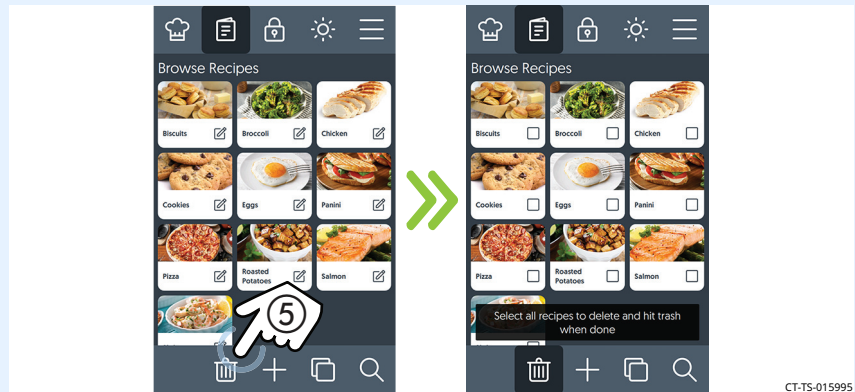 Browse Recipes
Biscuits
Broccoli
Chicken
Cookies
Eggs
Panini
Pizza
Roasted
Potatoes
Salmon
5
Browse Recipes
Biscuits
Broccoli
Chicken
Cookies
Eggs
Panini
Pizza
Roasted
Potatoes
Salmon
Select all recipes to delete and hit trash
when done
CT-TS-015995